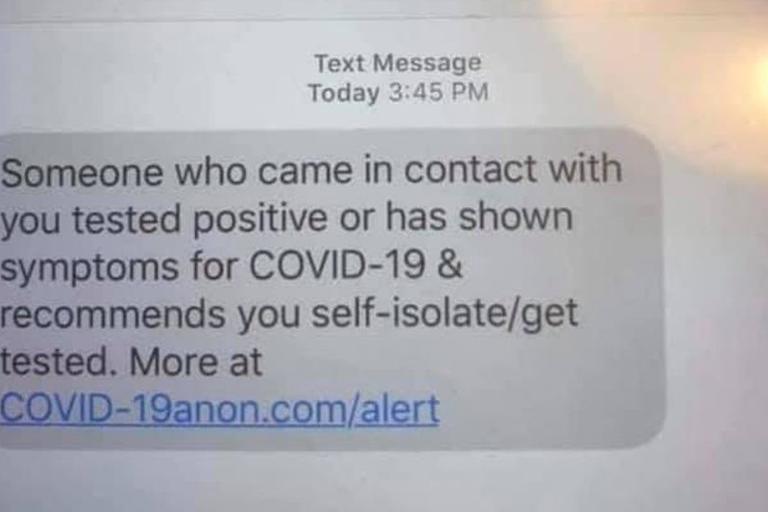 Text Message
Today 3:45 PM
Someone who came in contact with
you tested positive or has shown
symptoms for COVID-19 &
recommends you self-isolate/get
tested. More at
COVID-19anon.com/alert